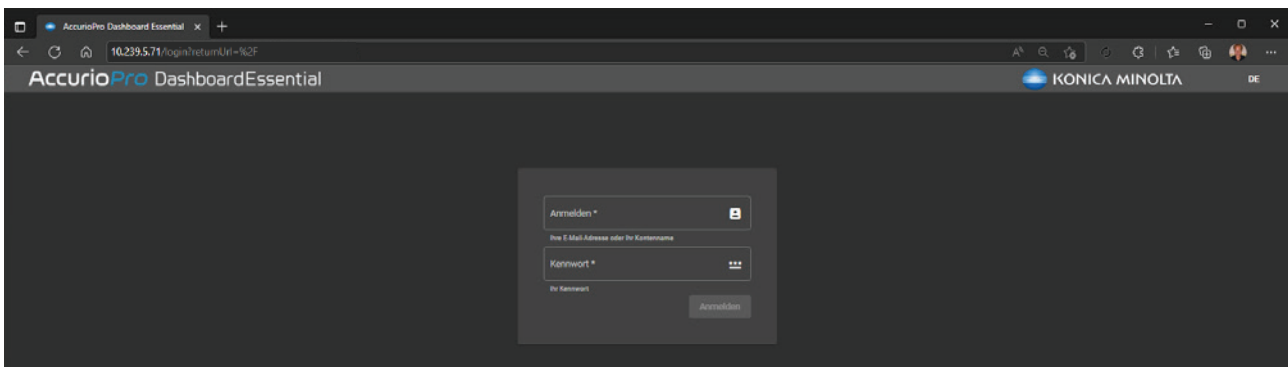 AccurioPro Dashboard Essential
10.239.5.71/login?returnUrl=%2F
AccurioPro DashboardEssential
KONICA MINOLTA
DE
Anmelden *
Ihre E-Mail-Adresse oder Ihr Kontenname
Kennwort *
Ihr Kennwort
Anmelden